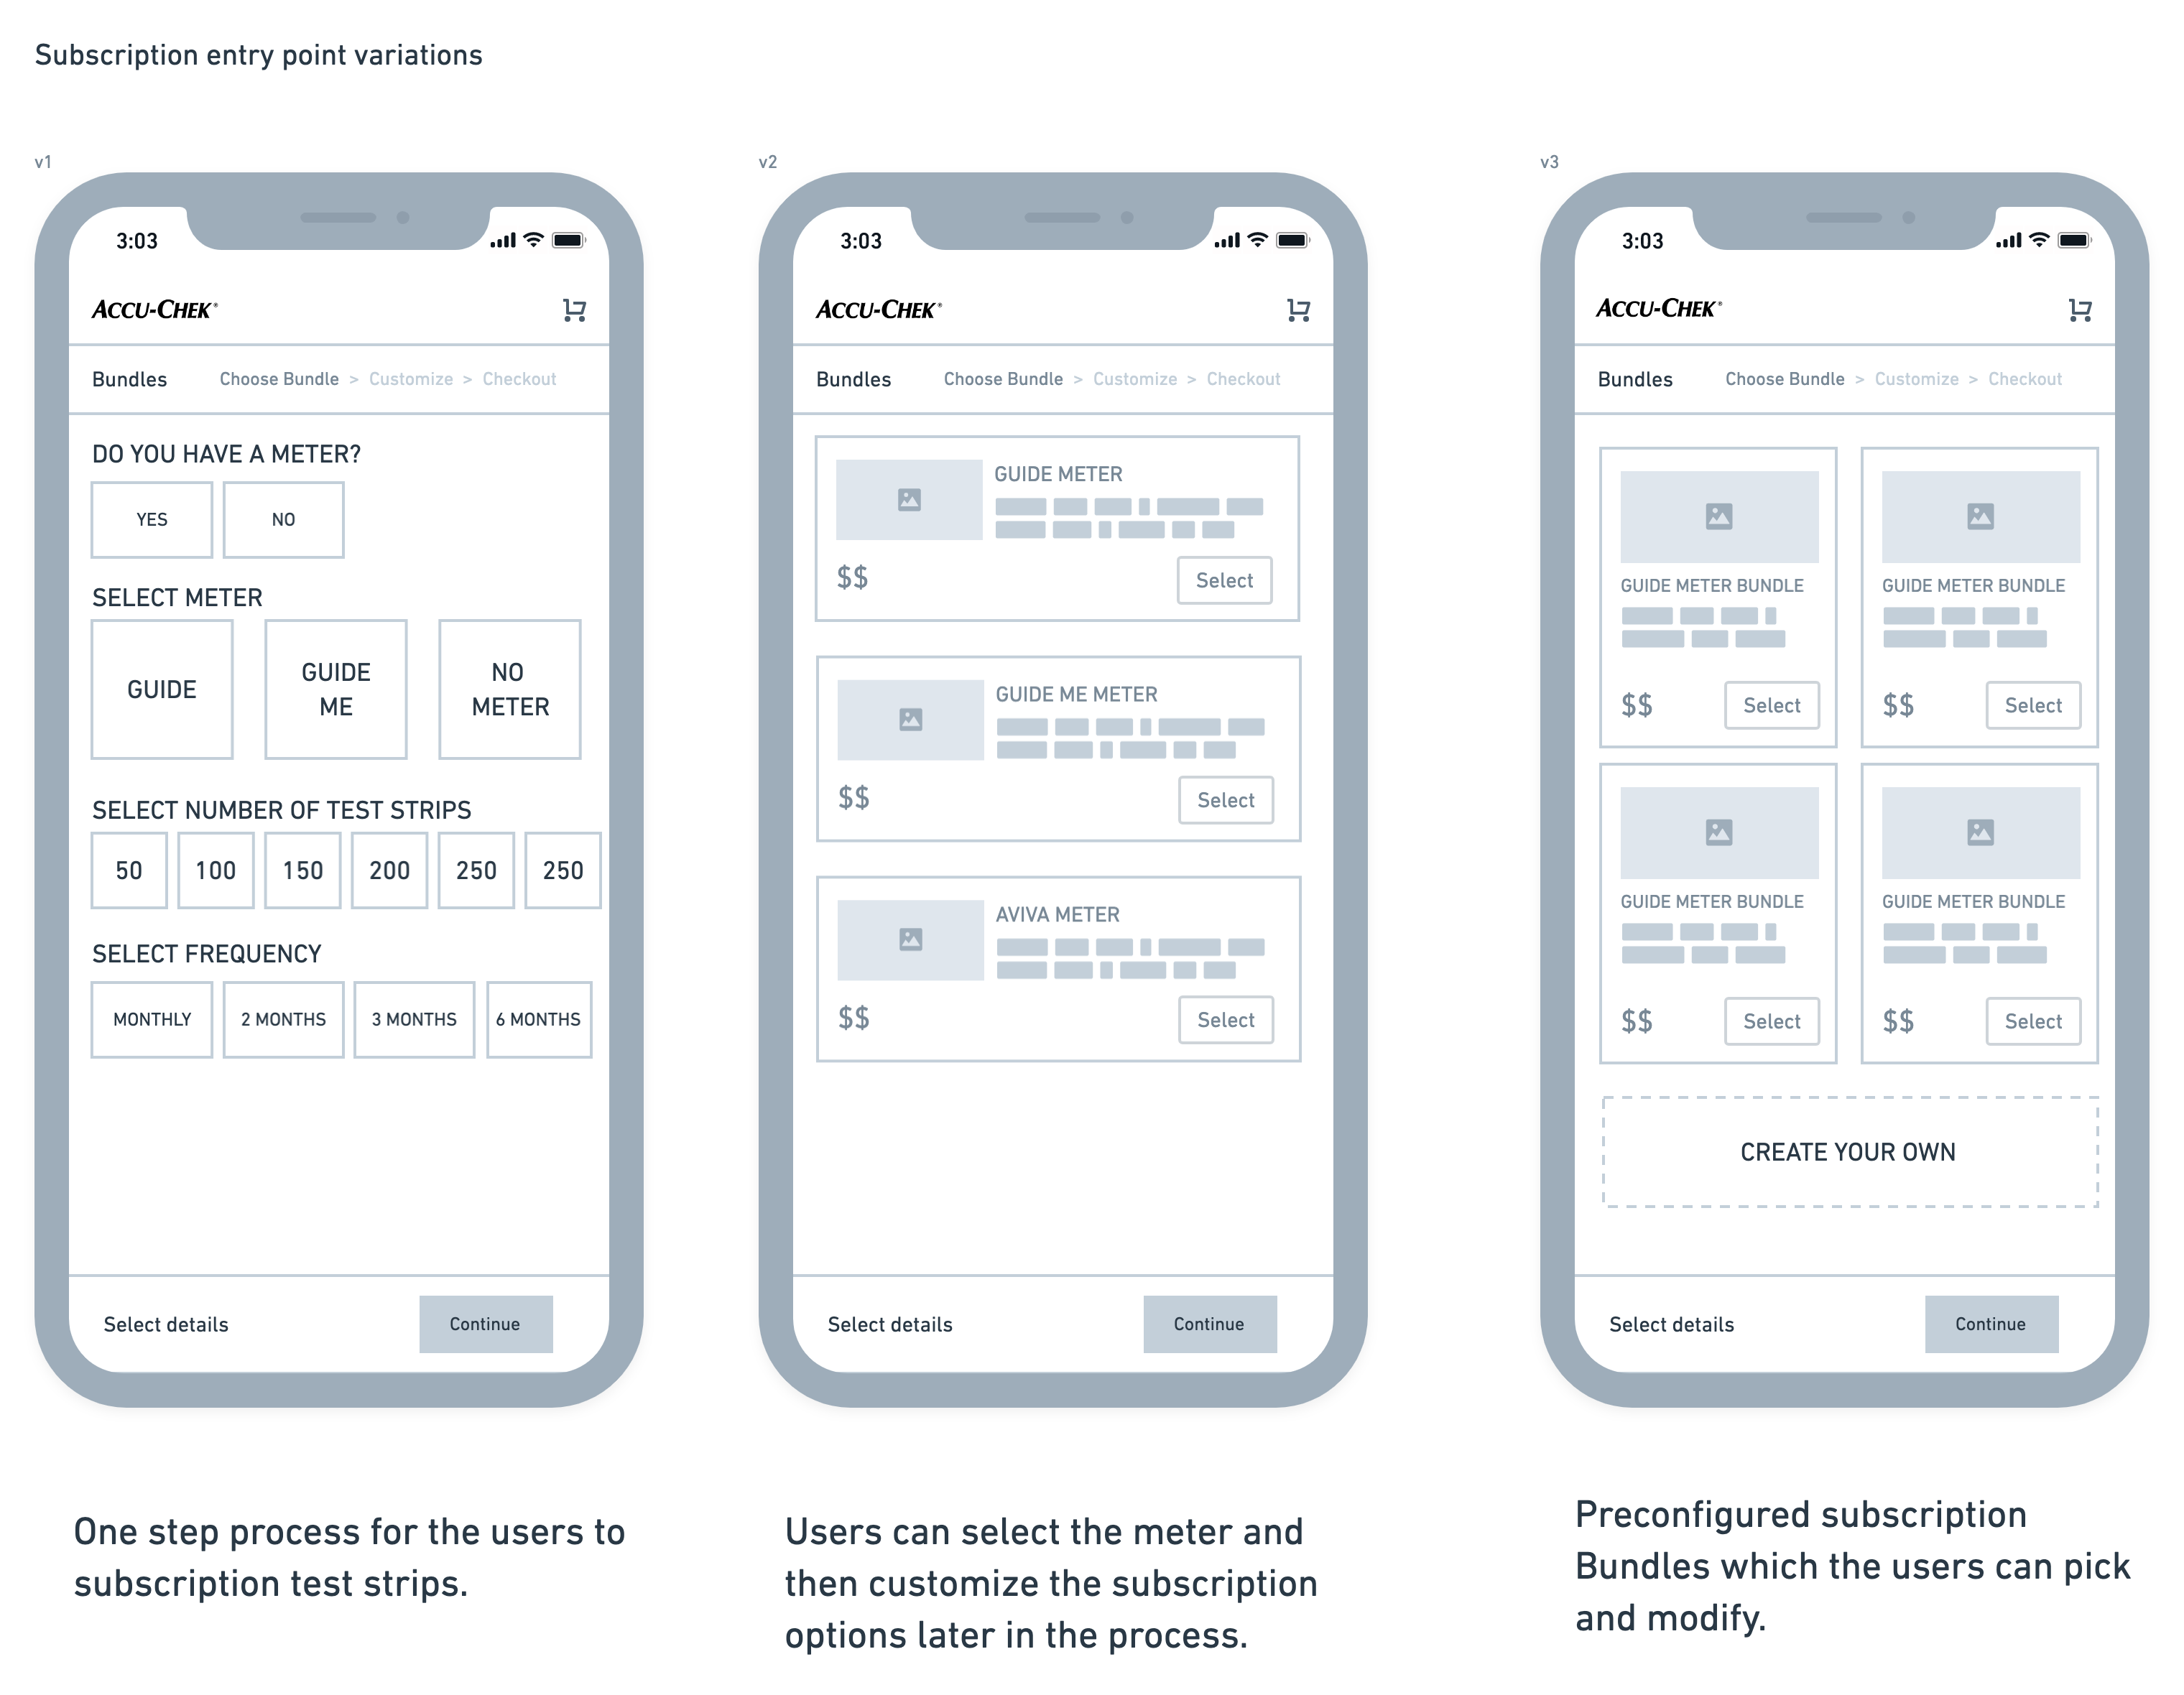 Subscription entry point variations
v1
3:03
ACCU-CHEK®
Bundles Choose Bundle > Customize > Checkout
DO YOU HAVE A METER?
YES NO
SELECT METER
GUIDE
GUIDE
ME
NO
METER
SELECT NUMBER OF TEST STRIPS
50 100 150 200 250 250
SELECT FREQUENCY
MONTHLY 2 MONTHS 3 MONTHS 6 MONTHS
Select details Continue
One step process for the users to
subscription test strips.
v2
3:03
ACCU-CHEK®
Bundles Choose Bundle > Customize > Checkout
GUIDE METER
$$ Select
GUIDE ME METER
$$ Select
AVIVA METER
$$ Select
Select details Continue
Users can select the meter and
then customize the subscription
options later in the process.
v3
3:03
ACCU-CHEK®
Bundles Choose Bundle > Customize > Checkout
GUIDE METER BUNDLE GUIDE METER BUNDLE
$$ Select $$ Select
GUIDE METER BUNDLE GUIDE METER BUNDLE
$$ Select $$ Select
CREATE YOUR OWN
Select details Continue
Preconfigured subscription
Bundles which the users can pick
and modify.